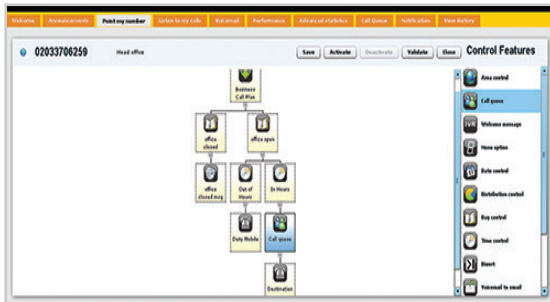 Welcome Announcements Point my number Listen to my calls Voicemail Performance Advanced statistics Call Queue Notification View History
02033706259 Head office Save Activate Deactivate Validate Close Control Features
Business
Call Plan
office
closed
office open
office
closed msg
Out of
Hours
In Hours
Duty Mobile
Call queue
Destination
Area control
Call queue
IVR
Welcome message
Menu option
Date control
Distribution control
Day control
Time control
Divert
Voicemail to email